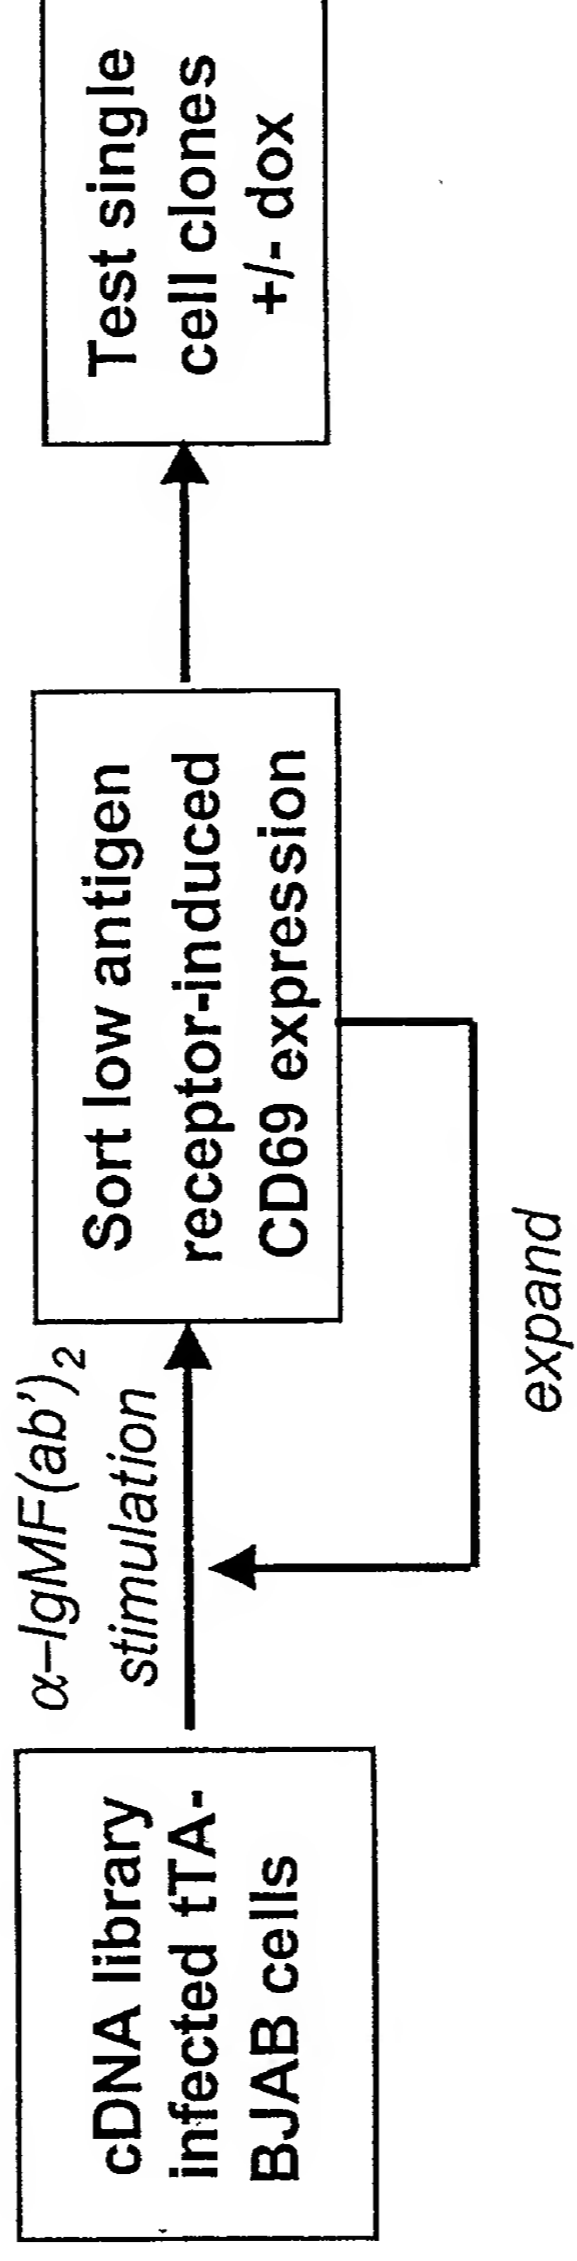 cDNA library
infected tTA-
BJAB cells
α–IgMF(ab’)2
stimulation
Sort low antigen
receptor-induced
CD69 expression
expand
Test single
cell clones
+/- dox